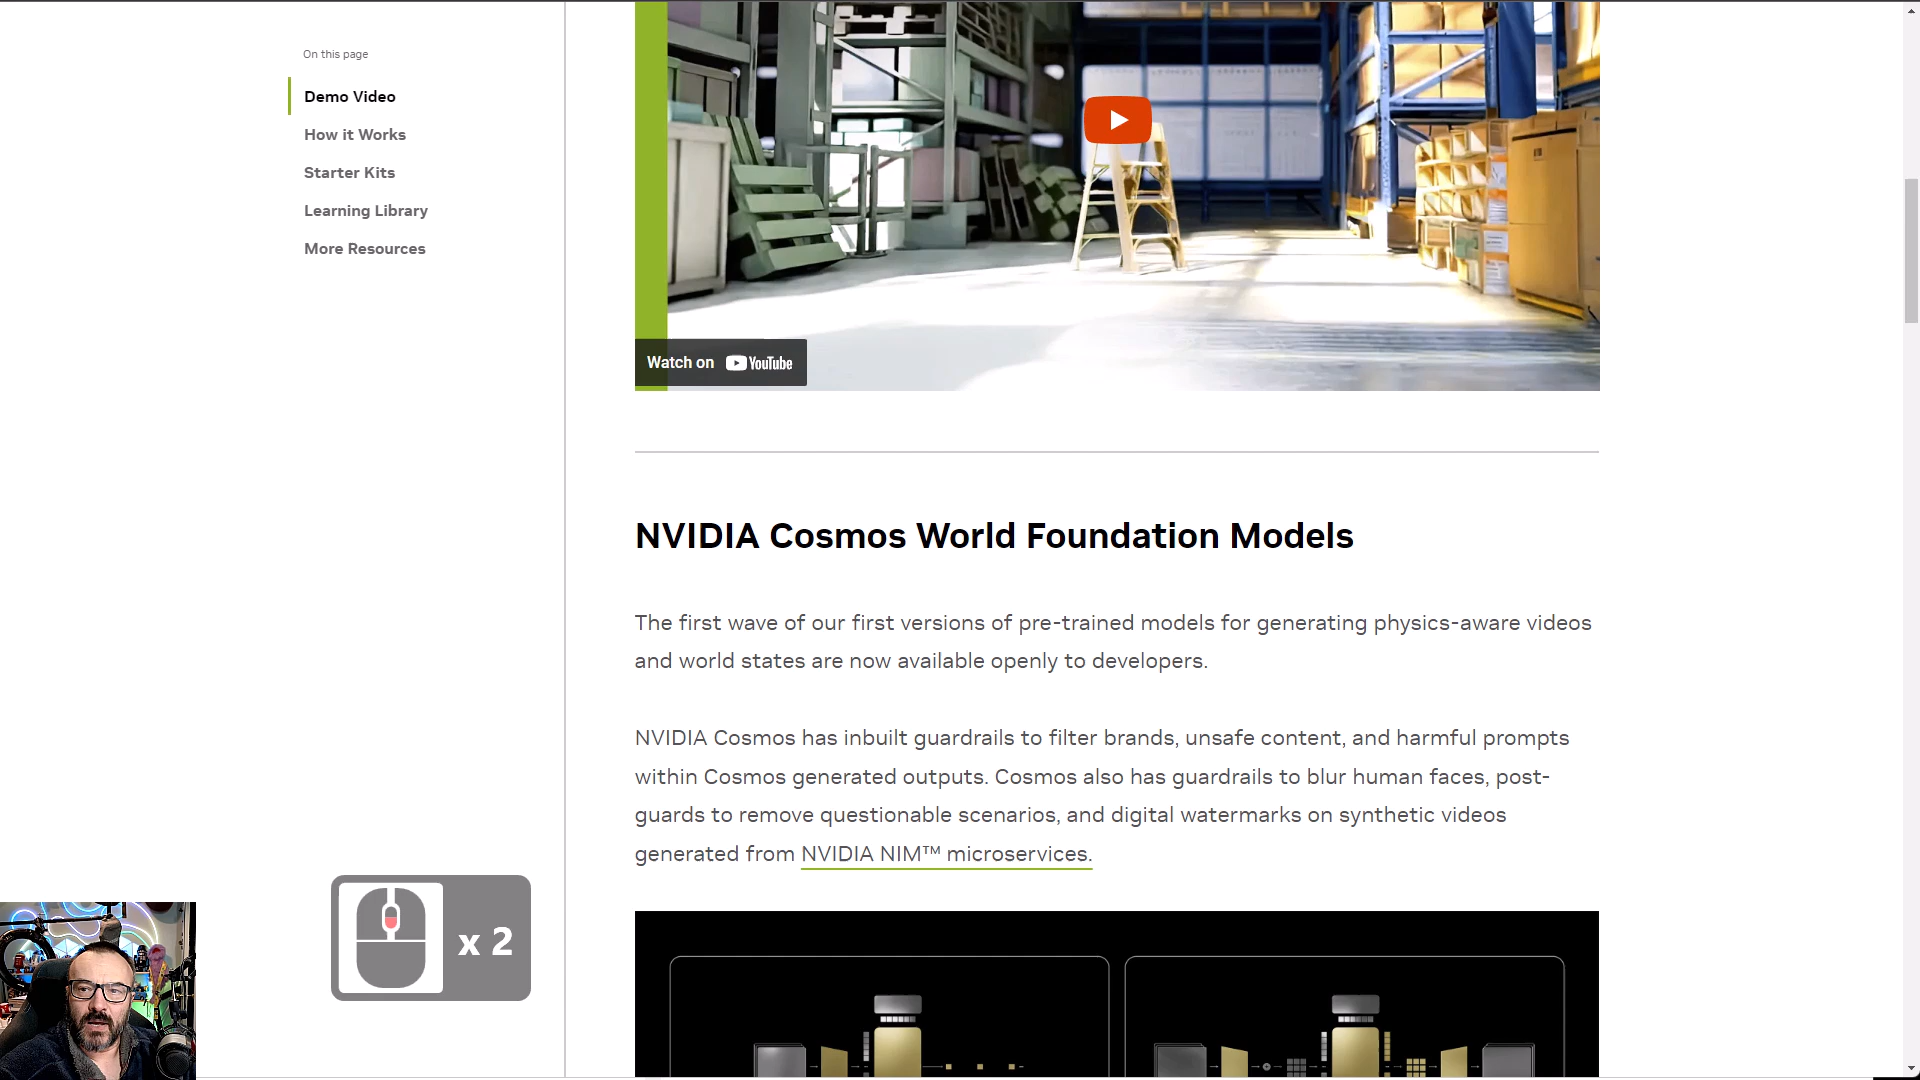 On this page
Demo Video
How it Works
Starter Kits
Learning Library
More Resources
Watch on YouTube
NVIDIA Cosmos World Foundation Models
The first wave of our first versions of pre-trained models for generating physics-aware videos
and world states are now available openly to developers.
NVIDIA Cosmos has inbuilt guardrails to filter brands, unsafe content, and harmful prompts
within Cosmos generated outputs. Cosmos also has guardrails to blur human faces, post-
guards to remove questionable scenarios, and digital watermarks on synthetic videos
generated from NVIDIA NIM™ microservices.
x 2